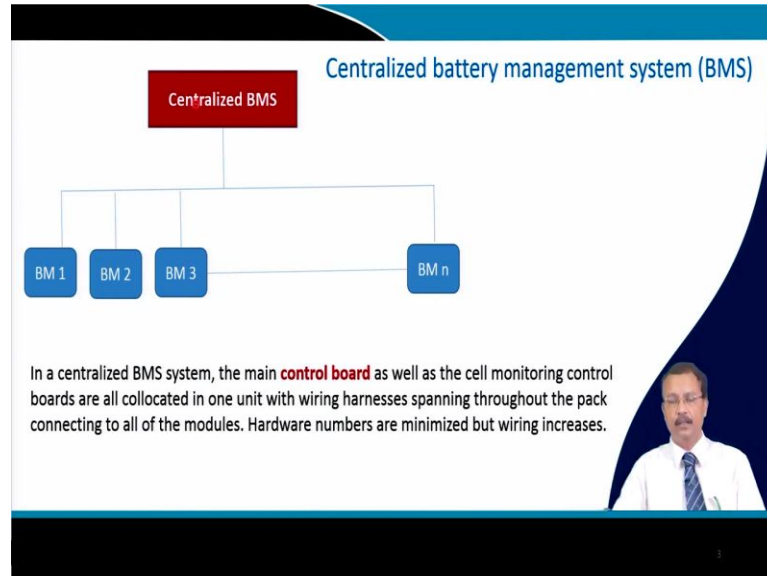 Centralized battery management system (BMS)
Centralized BMS
BM 1
BM 2
BM 3
BM n
In a centralized BMS system, the main control board as well as the cell monitoring control
boards are all collocated in one unit with wiring harnesses spanning throughout the pack
connecting to all of the modules. Hardware numbers are minimized but wiring increases.
3